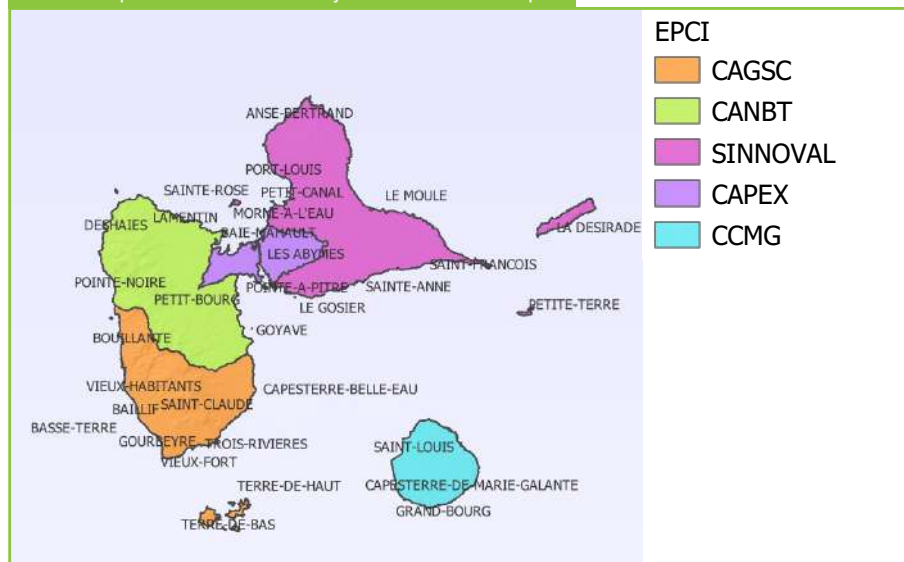 EPCI
CAGSC
CANBT
SINNOVAL
CAPEX
CCMG
ANSE-BERTRAND
PORT-LOUIS
SAINTE-ROSE
PETIT-CANAL
LE MOULE
LAMENTIN
MORNE-A-L'EAU
DESHAIES
BAIE-MAHAULT
LA DESIRADE
LES ABYMES
SAINT-FRANCOIS
POINTE-NOIRE
POINTE-A-PITRE
SAINTE-ANNE
PETIT-BOURG
LE GOSIER
PETITE-TERRE
GOYAVE
BOUILLANTE
VIEUX-HABITANTS
CAPESTERRE-BELLE-EAU
BAILLIF
SAINT-CLAUDE
BASSE-TERRE
GOURBEYRE
TROIS-RIVIERES
SAINT-LOUIS
VIEUX-FORT
TERRE-DE-HAUT
CAPESTERRE-DE-MARIE-GALANTE
GRAND-BOURG
TERRE-DE-BAS